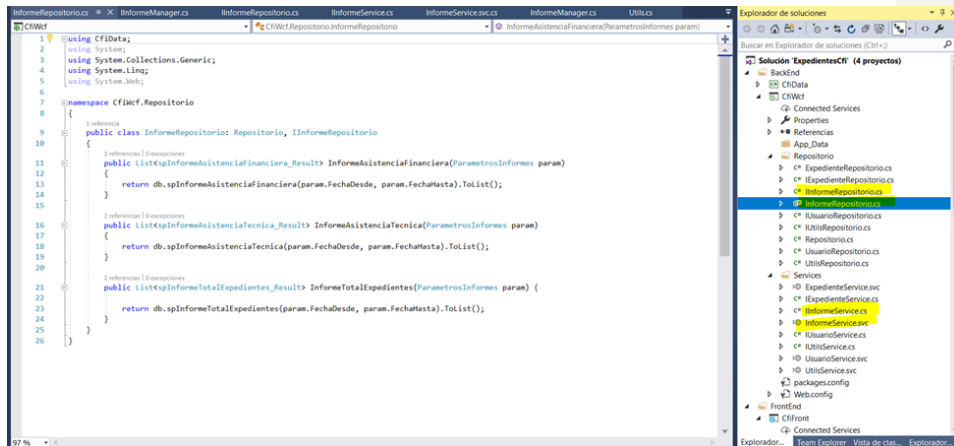 InformeRepositorio.cs
IInformeManager.cs
IInformeRepositorio.cs
IInformeService.cs
InformeService.svc.cs
InformeManager.cs
Utils.cs
CfiWcf
CfiWcf.Repositorio.InformeRepositorio
InformeAsistenciaFinanciera(ParametrosInformes param)
1 using CfiData;
2 using System;
3 using System.Collections.Generic;
4 using System.Linq;
5 using System.Web;
6
7 namespace CfiWcf.Repositorio
8 {
1 referencia
9 public class InformeRepositorio: Repositorio, IInformeRepositorio
10 {
2 referencias | 0 excepciones
11 public List<spInformeAsistenciaFinanciera_Result> InformeAsistenciaFinanciera(ParametrosInformes param)
12 {
13 return db.spInformeAsistenciaFinanciera(param.FechaDesde, param.FechaHasta).ToList();
14 }
15
2 referencias | 0 excepciones
16 public List<spInformeAsistenciaTecnica_Result> InformeAsistenciaTecnica(ParametrosInformes param)
17 {
18 return db.spInformeAsistenciaTecnica(param.FechaDesde, param.FechaHasta).ToList();
19 }
20
2 referencias | 0 excepciones
21 public List<spInformeTotalExpedientes_Result> InformeTotalExpedientes(ParametrosInformes param) {
22
23 return db.spInformeTotalExpedientes(param.FechaDesde, param.FechaHasta).ToList();
24 }
25 }
26 }
97 %
Explorador de soluciones
Buscar en Explorador de soluciones (Ctrl+;)
Solución 'ExpedientesCfi' (4 proyectos)
BackEnd
CfiData
CfiWcf
Connected Services
Properties
Referencias
App_Data
Repositorio
ExpedienteRepositorio.cs
IExpedienteRepositorio.cs
IInformeRepositorio.cs
InformeRepositorio.cs
IUsuarioRepositorio.cs
IUtilsRepositorio.cs
Repositorio.cs
UsuarioRepositorio.cs
UtilsRepositorio.cs
Services
ExpedienteService.svc
IExpedienteService.cs
IInformeService.cs
InformeService.svc
IUsuarioService.cs
IUtilsService.cs
UsuarioService.svc
UtilsService.svc
packages.config
Web.config
FrontEnd
CfiFront
Connected Services
Explorador... Team Explorer Vista de clas... Explorador...